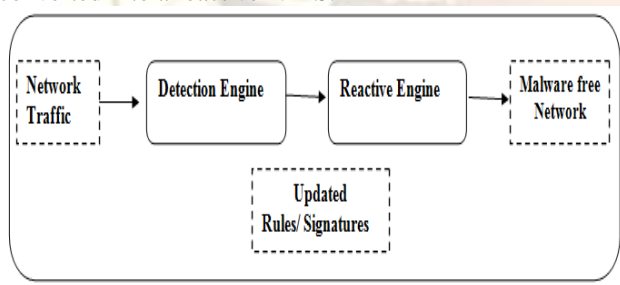 Network
Traffic
Detection Engine
Reactive Engine
Malware free
Network
Updated
Rules/ Signatures